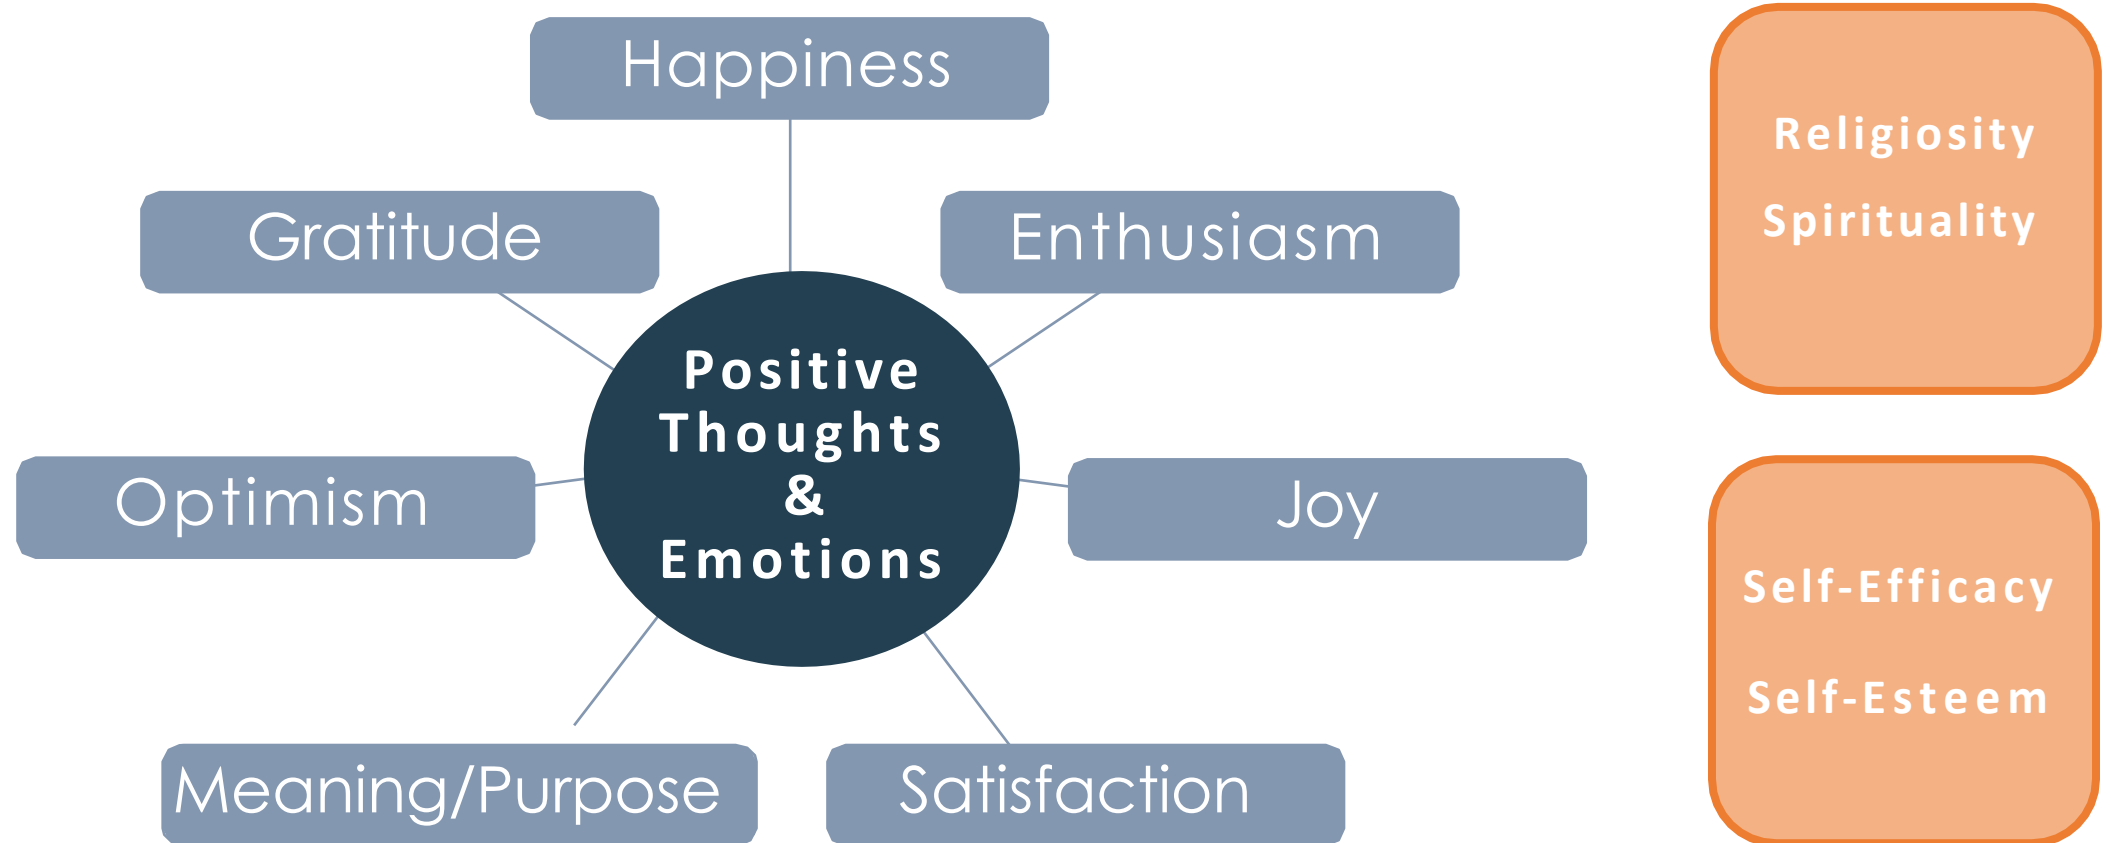 Happiness
Gratitude
Enthusiasm
Positive
Thoughts
&
Emotions
Optimism
Joy
Meaning/Purpose
Satisfaction
Religiosity
Spirituality
Self-Efficacy
Self-Esteem